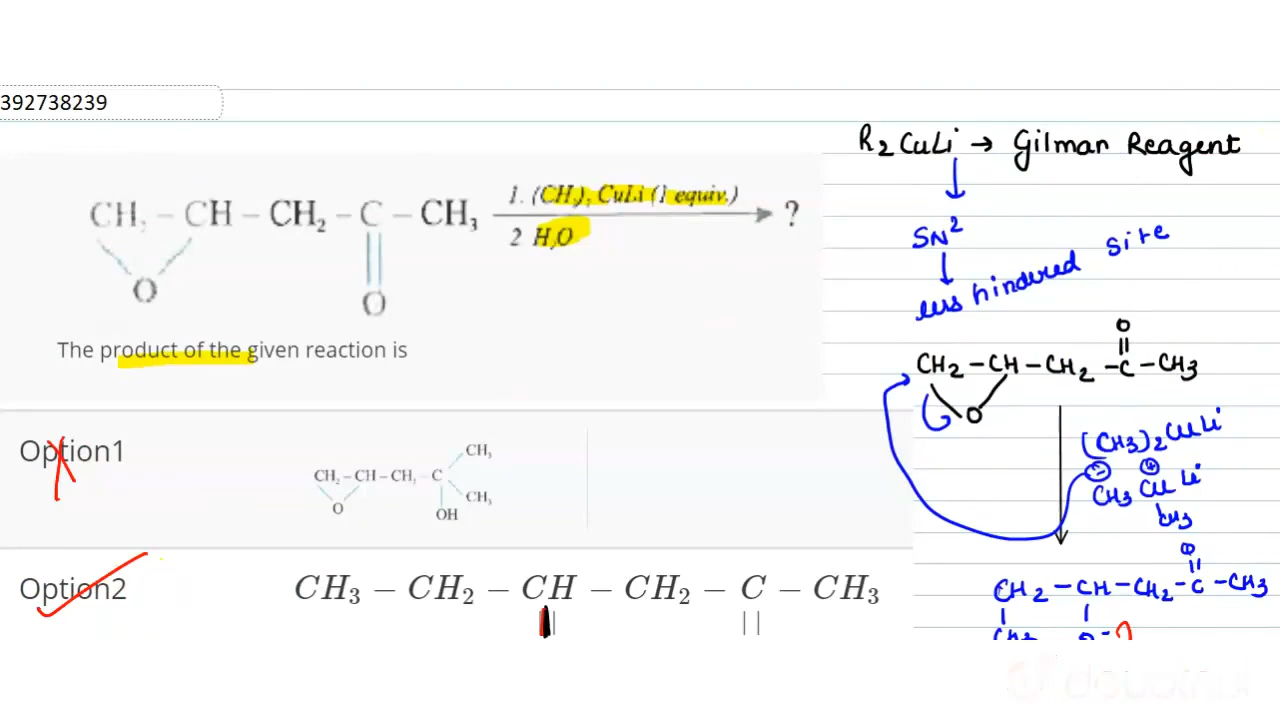 392738239
CH₂ – CH – CH₂ – C – CH₃
O
O
1. (CH₃)₂ CuLi (1 equiv.)
2 H₂O
?
The product of the given reaction is
Option1
CH₂ – CH – CH₂ – C
CH₃
CH₃
O
OH
Option2
CH₃ – CH₂ – CH – CH₂ – C – CH₃
R₂CuLi → Gilman Reagent
SN²
less hindered site
O
CH₂ – CH – CH₂ – C – CH₃
O
(CH₃)₂CuLi
CH₃ Cu Li
CH₃
CH₂ – CH – CH₂ – C – CH₃